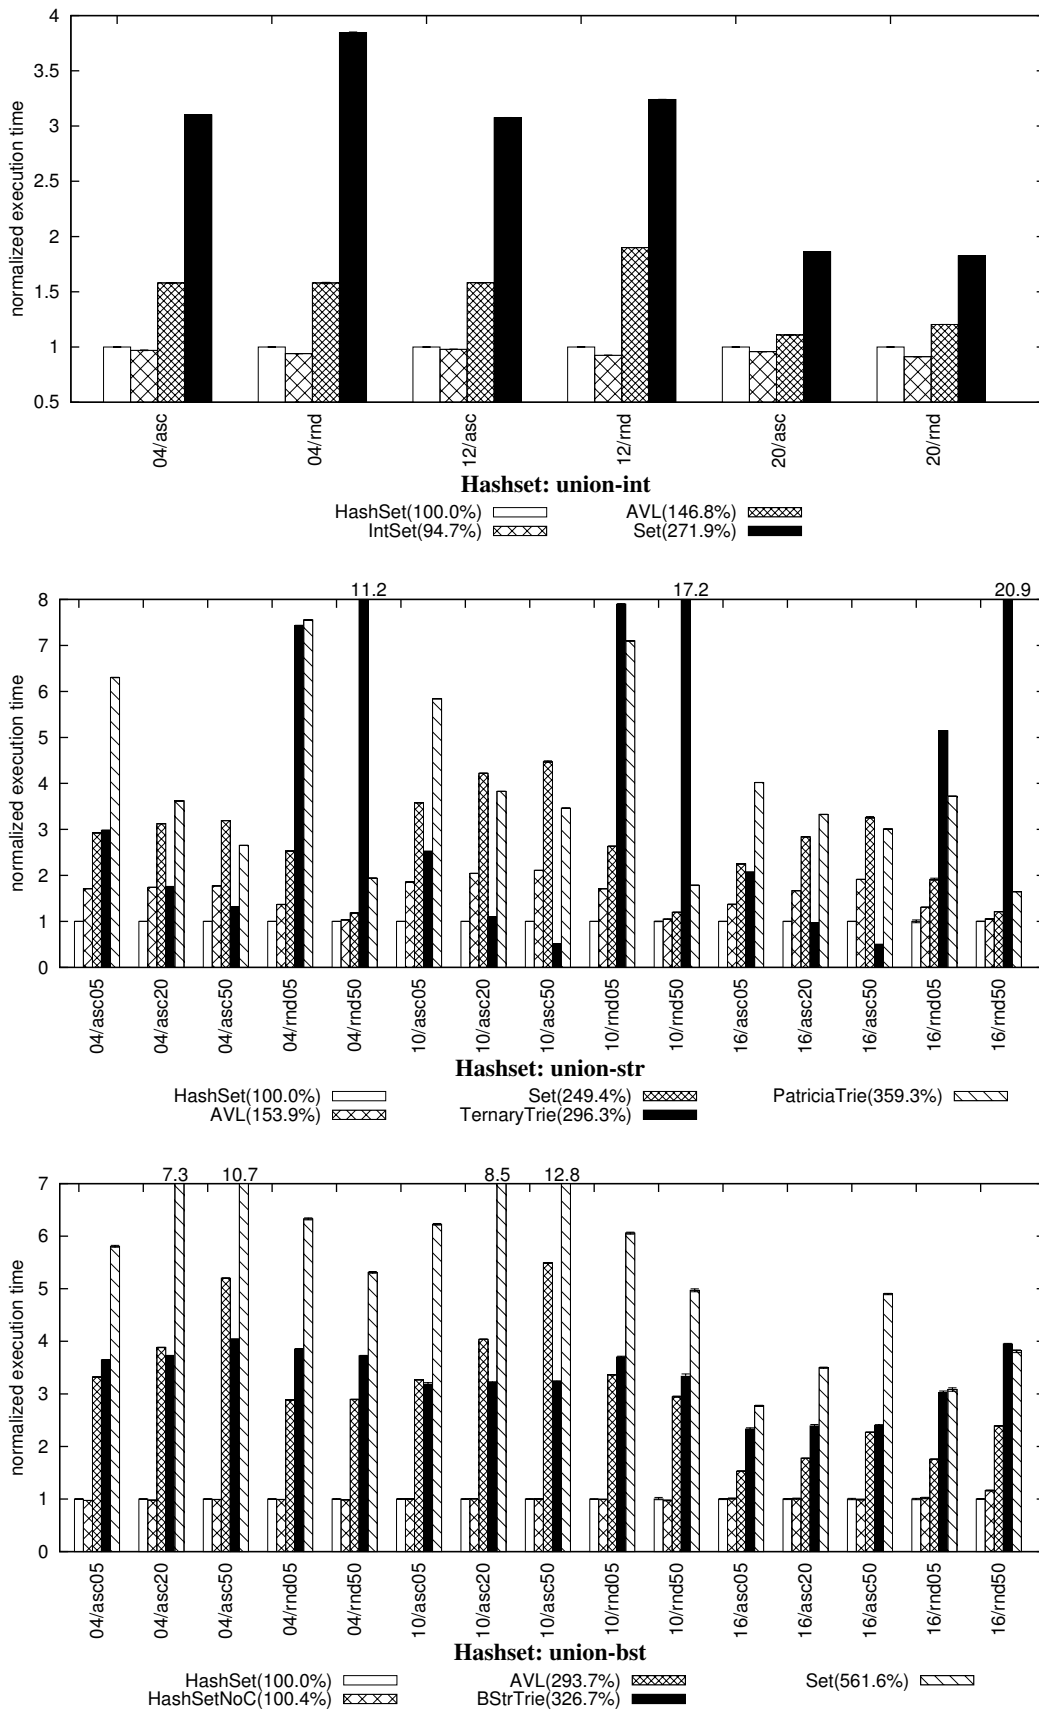 4
3.5
3
2.5
2
1.5
1
0.5
normalized execution time
04/asc
04/rnd
12/asc
12/rnd
20/asc
20/rnd
Hashset: union-int
HashSet(100.0%)
IntSet(94.7%)
AVL(146.8%)
Set(271.9%)
11.2
17.2
20.9
8
7
6
5
4
3
2
1
0
normalized execution time
04/asc05
04/asc20
04/asc50
04/rnd05
04/rnd50
10/asc05
10/asc20
10/asc50
10/rnd05
10/rnd50
16/asc05
16/asc20
16/asc50
16/rnd05
16/rnd50
Hashset: union-str
HashSet(100.0%)
AVL(153.9%)
Set(249.4%)
TernaryTrie(296.3%)
PatriciaTrie(359.3%)
7.3
10.7
8.5
12.8
7
6
5
4
3
2
1
0
normalized execution time
04/asc05
04/asc20
04/asc50
04/rnd05
04/rnd50
10/asc05
10/asc20
10/asc50
10/rnd05
10/rnd50
16/asc05
16/asc20
16/asc50
16/rnd05
16/rnd50
Hashset: union-bst
HashSet(100.0%)
HashSetNoC(100.4%)
AVL(293.7%)
BStrTrie(326.7%)
Set(561.6%)